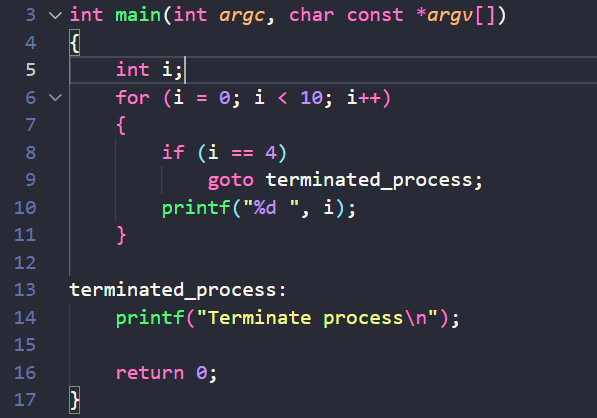 3 int main(int argc, char const *argv[])
4 {
5     int i;
6     for (i = 0; i < 10; i++)
7     {
8         if (i == 4)
9             goto terminated_process;
10         printf("%d ", i);
11     }
12
13 terminated_process:
14     printf("Terminate process\n");
15
16     return 0;
17 }